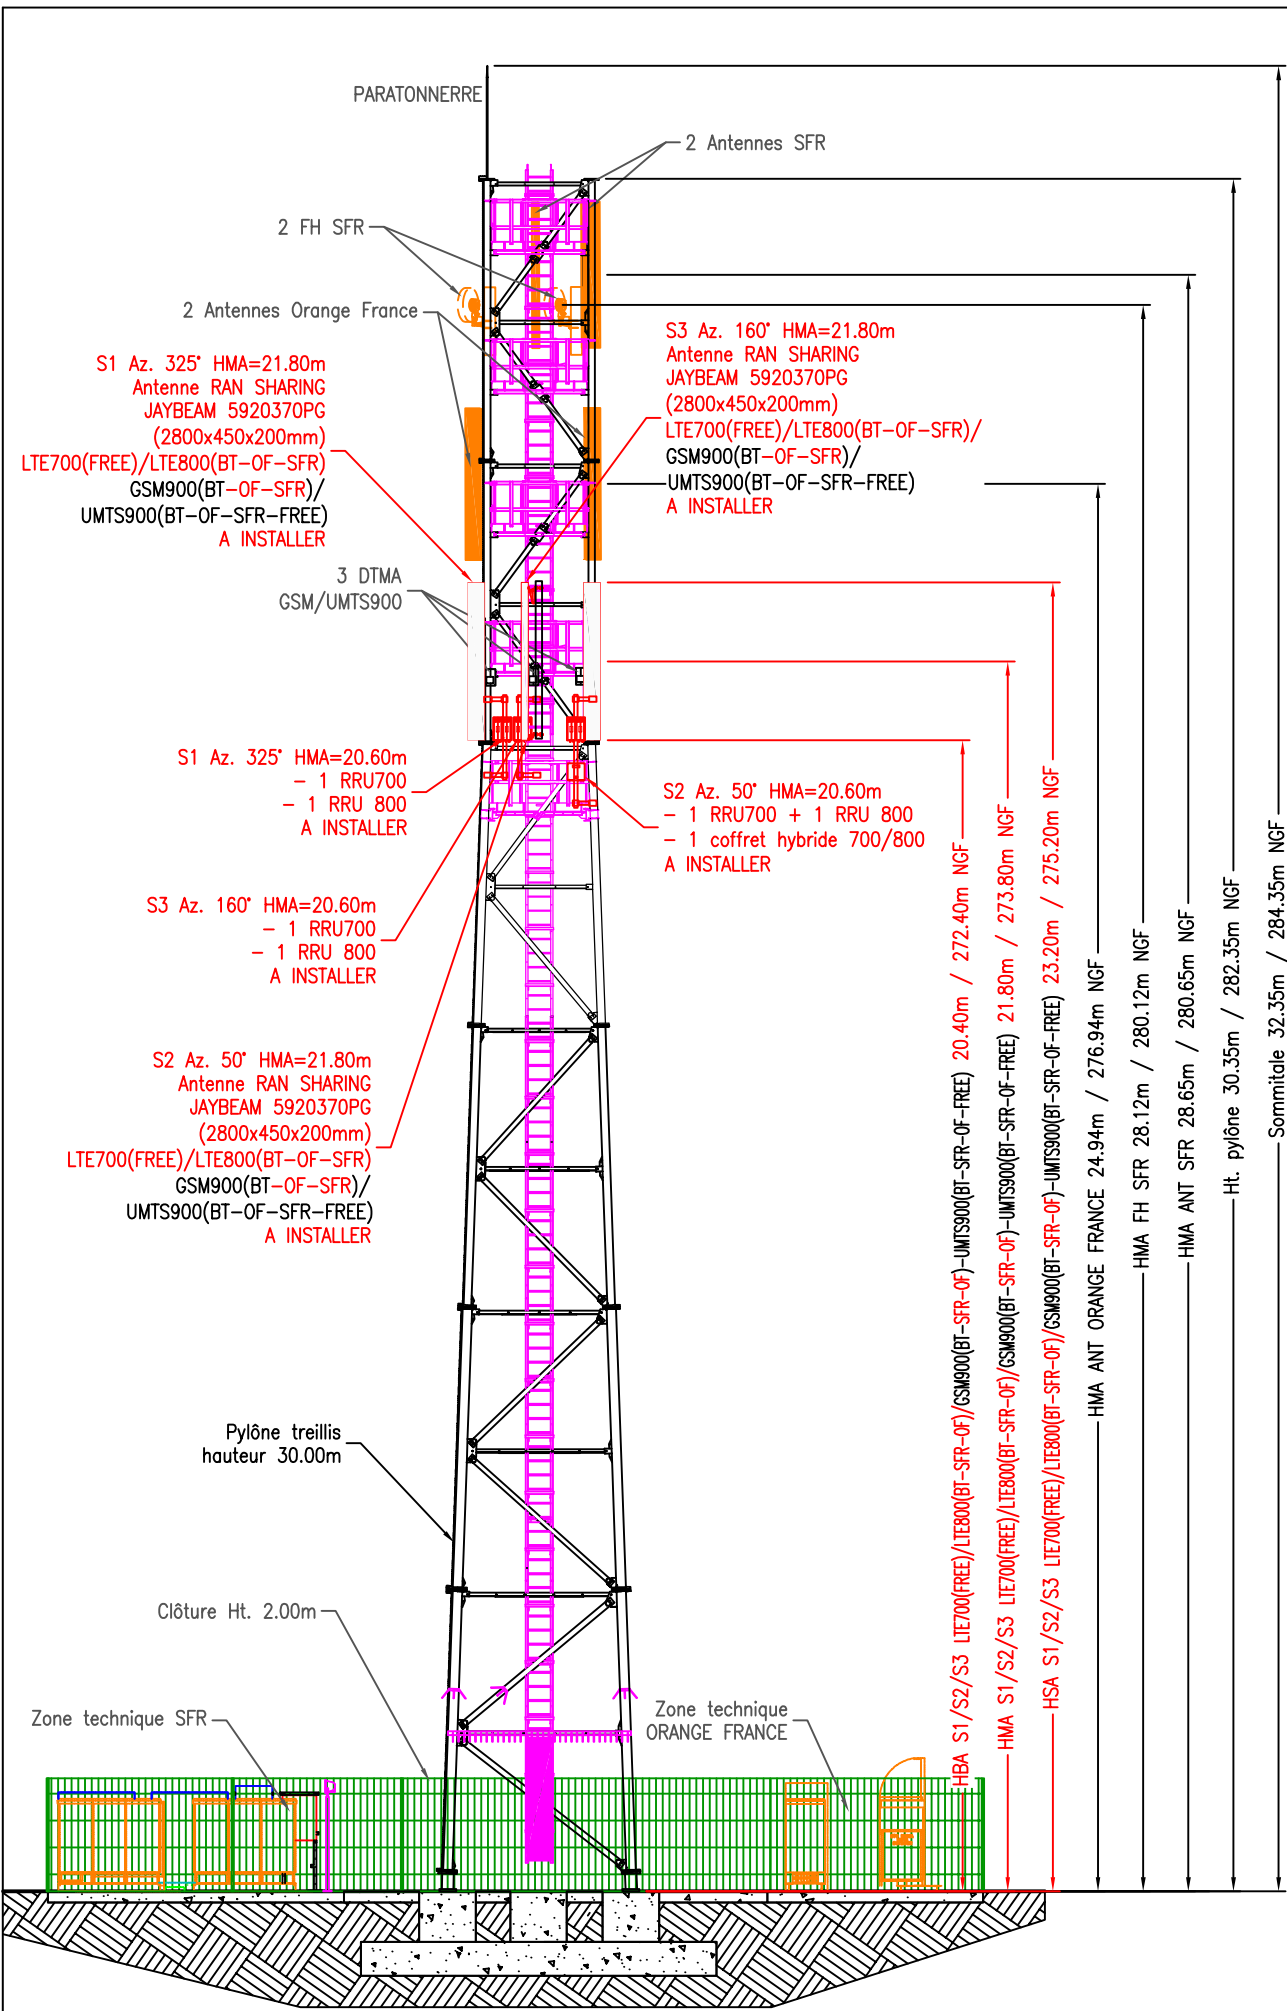 PARATONNERRE
2 Antennes SFR
2 FH SFR
2 Antennes Orange France
S1 Az. 325° HMA=21.80m
Antenne RAN SHARING
JAYBEAM 5920370PG
(2800x450x200mm)
LTE700(FREE)/LTE800(BT-OF-SFR)
GSM900(BT-OF-SFR)/
UMTS900(BT-OF-SFR-FREE)
A INSTALLER
S3 Az. 160° HMA=21.80m
Antenne RAN SHARING
JAYBEAM 5920370PG
(2800x450x200mm)
LTE700(FREE)/LTE800(BT-OF-SFR)/
GSM900(BT-OF-SFR)/
UMTS900(BT-OF-SFR-FREE)
A INSTALLER
3 DTMA
GSM/UMTS900
S1 Az. 325° HMA=20.60m
- 1 RRU700
- 1 RRU 800
A INSTALLER
S2 Az. 50° HMA=20.60m
- 1 RRU700 + 1 RRU 800
- 1 coffret hybride 700/800
A INSTALLER
S3 Az. 160° HMA=20.60m
- 1 RRU700
- 1 RRU 800
A INSTALLER
S2 Az. 50° HMA=21.80m
Antenne RAN SHARING
JAYBEAM 5920370PG
(2800x450x200mm)
LTE700(FREE)/LTE800(BT-OF-SFR)
GSM900(BT-OF-SFR)/
UMTS900(BT-OF-SFR-FREE)
A INSTALLER
Pylône treillis
hauteur 30.00m
Clôture Ht. 2.00m
Zone technique SFR
Zone technique
ORANGE FRANCE
HBA S1/S2/S3 LTE700(FREE)/LTE800(BT-SFR-OF)/GSM900(BT-SFR-OF)-UMTS900(BT-SFR-OF-FREE) 20.40m / 272.40m NGF
HMA S1/S2/S3 LTE700(FREE)/LTE800(BT-SFR-OF)/GSM900(BT-SFR-OF)-UMTS900(BT-SFR-OF-FREE) 21.80m / 273.80m NGF
HSA S1/S2/S3 LTE700(FREE)/LTE800(BT-SFR-OF)/GSM900(BT-SFR-OF)-UMTS900(BT-SFR-OF-FREE) 23.20m / 275.20m NGF
HMA ANT ORANGE FRANCE 24.94m / 276.94m NGF
HMA FH SFR 28.12m / 280.12m NGF
HMA ANT SFR 28.65m / 280.65m NGF
Ht. pylône 30.35m / 282.35m NGF
Sommitale 32.35m / 284.35m NGF